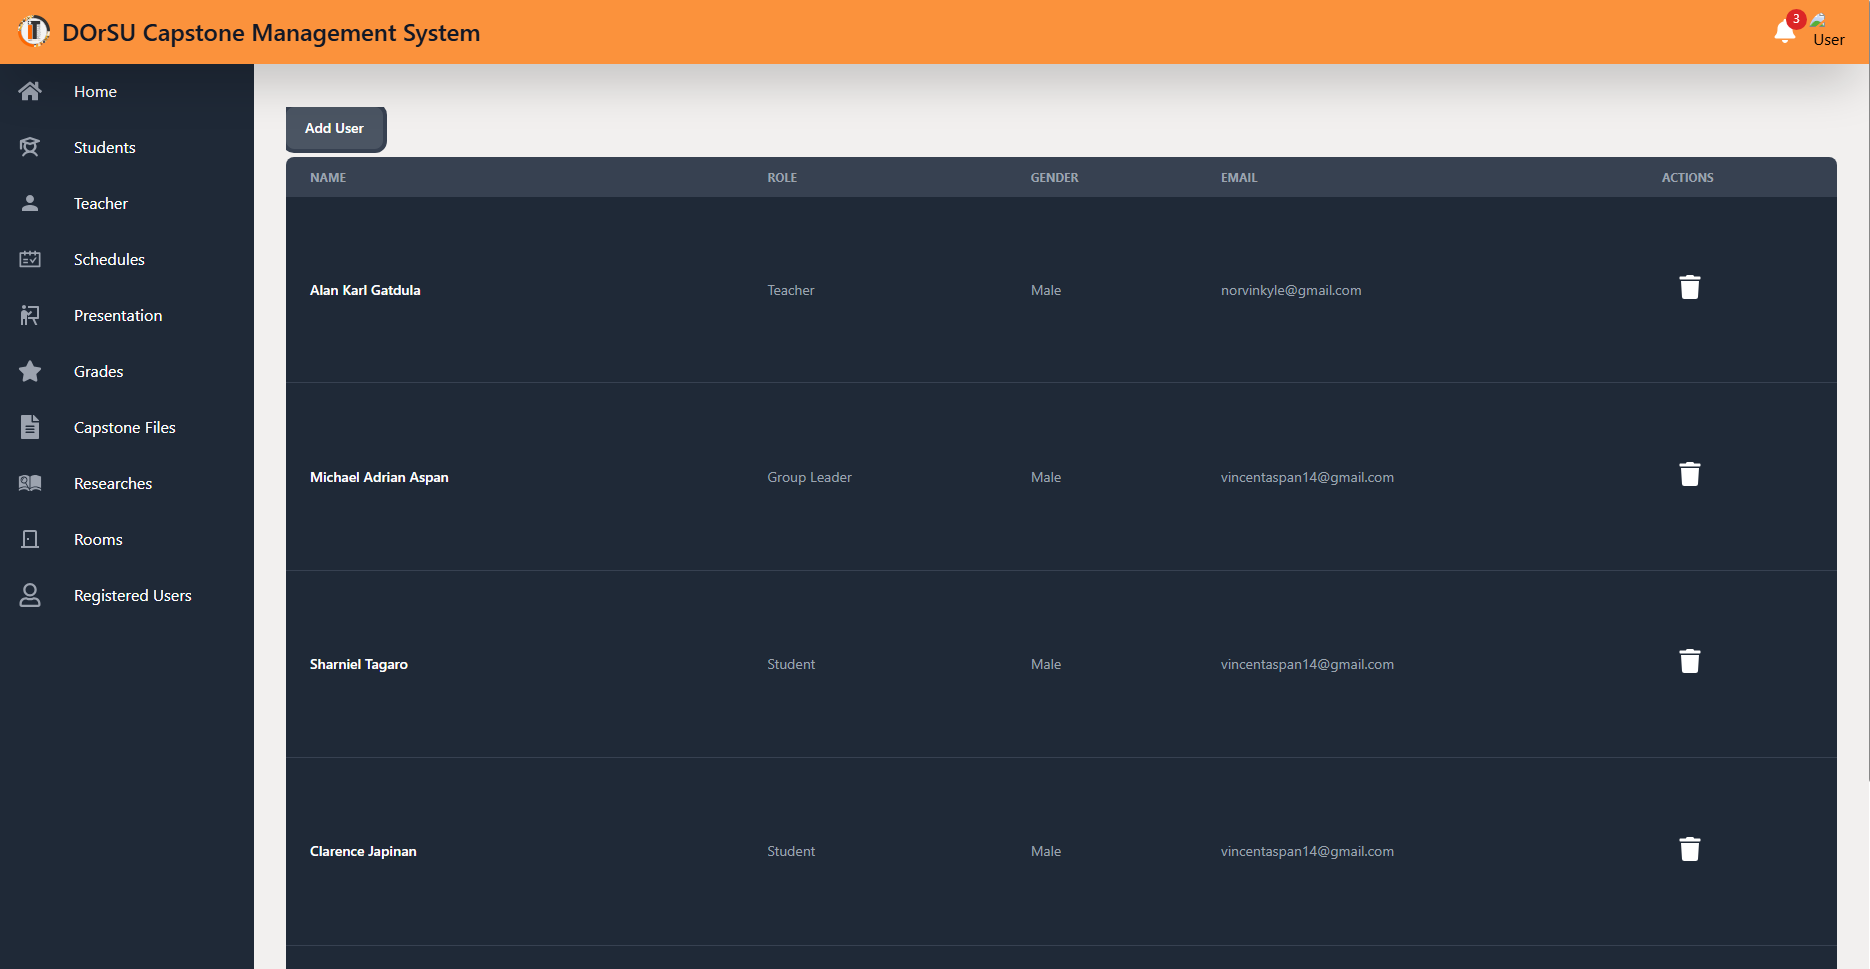 DOrSU Capstone Management System
3
User
Home
Students
Teacher
Schedules
Presentation
Grades
Capstone Files
Researches
Rooms
Registered Users
Add User
NAME ROLE GENDER EMAIL ACTIONS
Alan Karl Gatdula Teacher Male norvinkyle@gmail.com
Michael Adrian Aspan Group Leader Male vincentaspan14@gmail.com
Sharniel Tagaro Student Male vincentaspan14@gmail.com
Clarence Japinan Student Male vincentaspan14@gmail.com